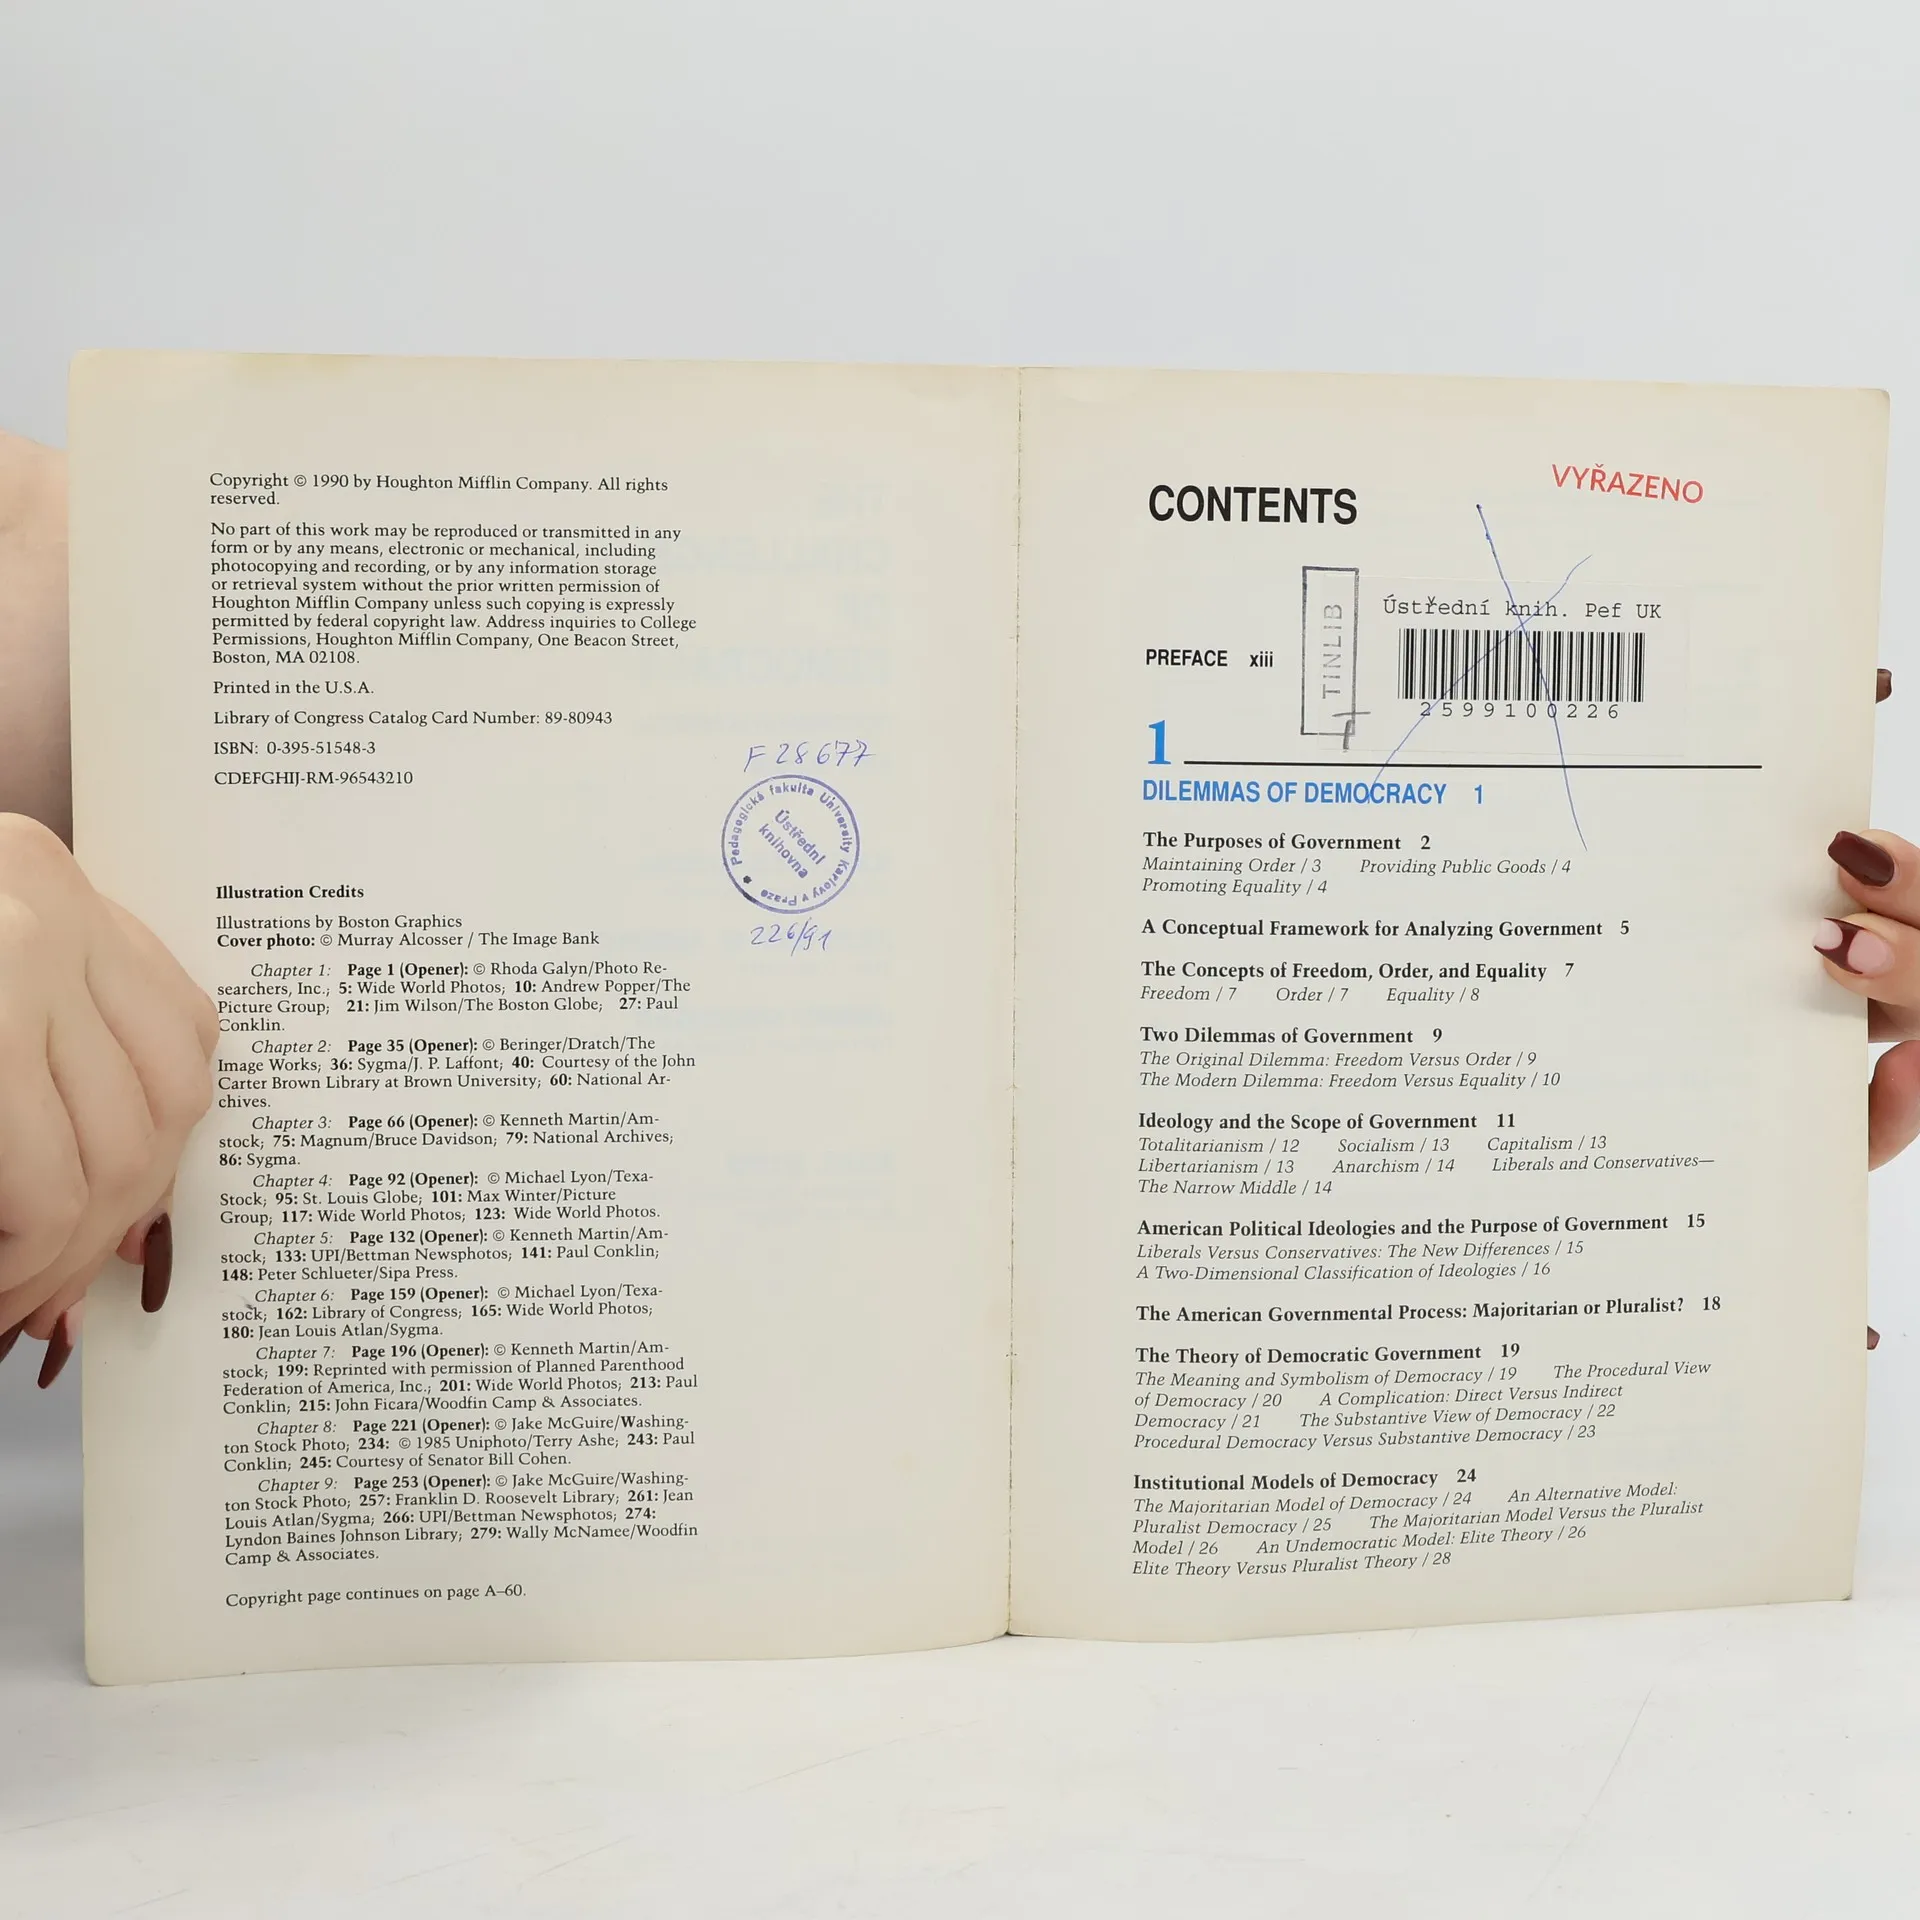 Copyright © 1990 by Houghton Mifflin Company. All rights
reserved.
No part of this work may be reproduced or transmitted in any
form or by any means, electronic or mechanical, including
photocopying and recording, or by any information storage
or retrieval system without the prior written permission of
Houghton Mifflin Company unless such copying is expressly
permitted by federal copyright law. Address inquiries to College
Permissions, Houghton Mifflin Company, One Beacon Street,
Boston, MA 02108.
Printed in the U.S.A.
Library of Congress Catalog Card Number: 89-80943
ISBN: 0-395-51548-3
CDEFGHIJ-RM-96543210
F 28677
Pedagogická fakulta Univerzity Karlovy v Praze
Ústřední
knihovna
226/91
Illustration Credits
Illustrations by Boston Graphics
Cover photo: © Murray Alcosser / The Image Bank
Chapter 1: Page 1 (Opener): © Rhoda Galyn/Photo Re-
searchers, Inc.; 5: Wide World Photos; 10: Andrew Popper/The
Picture Group; 21: Jim Wilson/The Boston Globe; 27: Paul
Conklin.
Chapter 2: Page 35 (Opener): © Beringer/Dratch/The
Image Works; 36: Sygma/J. P. Laffont; 40: Courtesy of the John
Carter Brown Library at Brown University; 60: National Ar-
chives.
Chapter 3: Page 66 (Opener): © Kenneth Martin/Am-
stock; 75: Magnum/Bruce Davidson; 79: National Archives;
86: Sygma.
Chapter 4: Page 92 (Opener): © Michael Lyon/Texa-
Stock; 95: St. Louis Globe; 101: Max Winter/Picture
Group; 117: Wide World Photos; 123: Wide World Photos.
Chapter 5: Page 132 (Opener): © Kenneth Martin/Am-
stock; 133: UPI/Bettman Newsphotos; 141: Paul Conklin;
148: Peter Schlueter/Sipa Press.
Chapter 6: Page 159 (Opener): © Michael Lyon/Texa-
stock; 162: Library of Congress; 165: Wide World Photos;
180: Jean Louis Atlan/Sygma.
Chapter 7: Page 196 (Opener): © Kenneth Martin/Am-
stock; 199: Reprinted with permission of Planned Parenthood
Federation of America, Inc.; 201: Wide World Photos; 213: Paul
Conklin; 215: John Ficara/Woodfin Camp & Associates.
Chapter 8: Page 221 (Opener): © Jake McGuire/Washing-
ton Stock Photo; 234: © 1985 Uniphoto/Terry Ashe; 243: Paul
Conklin; 245: Courtesy of Senator Bill Cohen.
Chapter 9: Page 253 (Opener): © Jake McGuire/Washing-
ton Stock Photo; 257: Franklin D. Roosevelt Library; 261: Jean
Louis Atlan/Sygma; 266: UPI/Bettman Newsphotos; 274:
Lyndon Baines Johnson Library; 279: Wally McNamee/Woodfin
Camp & Associates.
Copyright page continues on page A–60.
CONTENTS
VYŘAZENO
TINLIB
Ústřední knih. Pef UK
2599100226
PREFACE xiii
1
DILEMMAS OF DEMOCRACY 1
The Purposes of Government 2
Maintaining Order / 3 Providing Public Goods / 4
Promoting Equality / 4
A Conceptual Framework for Analyzing Government 5
The Concepts of Freedom, Order, and Equality 7
Freedom / 7 Order / 7 Equality / 8
Two Dilemmas of Government 9
The Original Dilemma: Freedom Versus Order / 9
The Modern Dilemma: Freedom Versus Equality / 10
Ideology and the Scope of Government 11
Totalitarianism / 12 Socialism / 13 Capitalism / 13
Libertarianism / 13 Anarchism / 14 Liberals and Conservatives—
The Narrow Middle / 14
American Political Ideologies and the Purpose of Government 15
Liberals Versus Conservatives: The New Differences / 15
A Two-Dimensional Classification of Ideologies / 16
The American Governmental Process: Majoritarian or Pluralist? 18
The Theory of Democratic Government 19
The Meaning and Symbolism of Democracy / 19 The Procedural View
of Democracy / 20 A Complication: Direct Versus Indirect
Democracy / 21 The Substantive View of Democracy / 22
Procedural Democracy Versus Substantive Democracy / 23
Institutional Models of Democracy 24
The Majoritarian Model of Democracy / 24 An Alternative Model:
Pluralist Democracy / 25 The Majoritarian Model Versus the Pluralist
Model / 26 An Undemocratic Model: Elite Theory / 26
Elite Theory Versus Pluralist Theory / 28